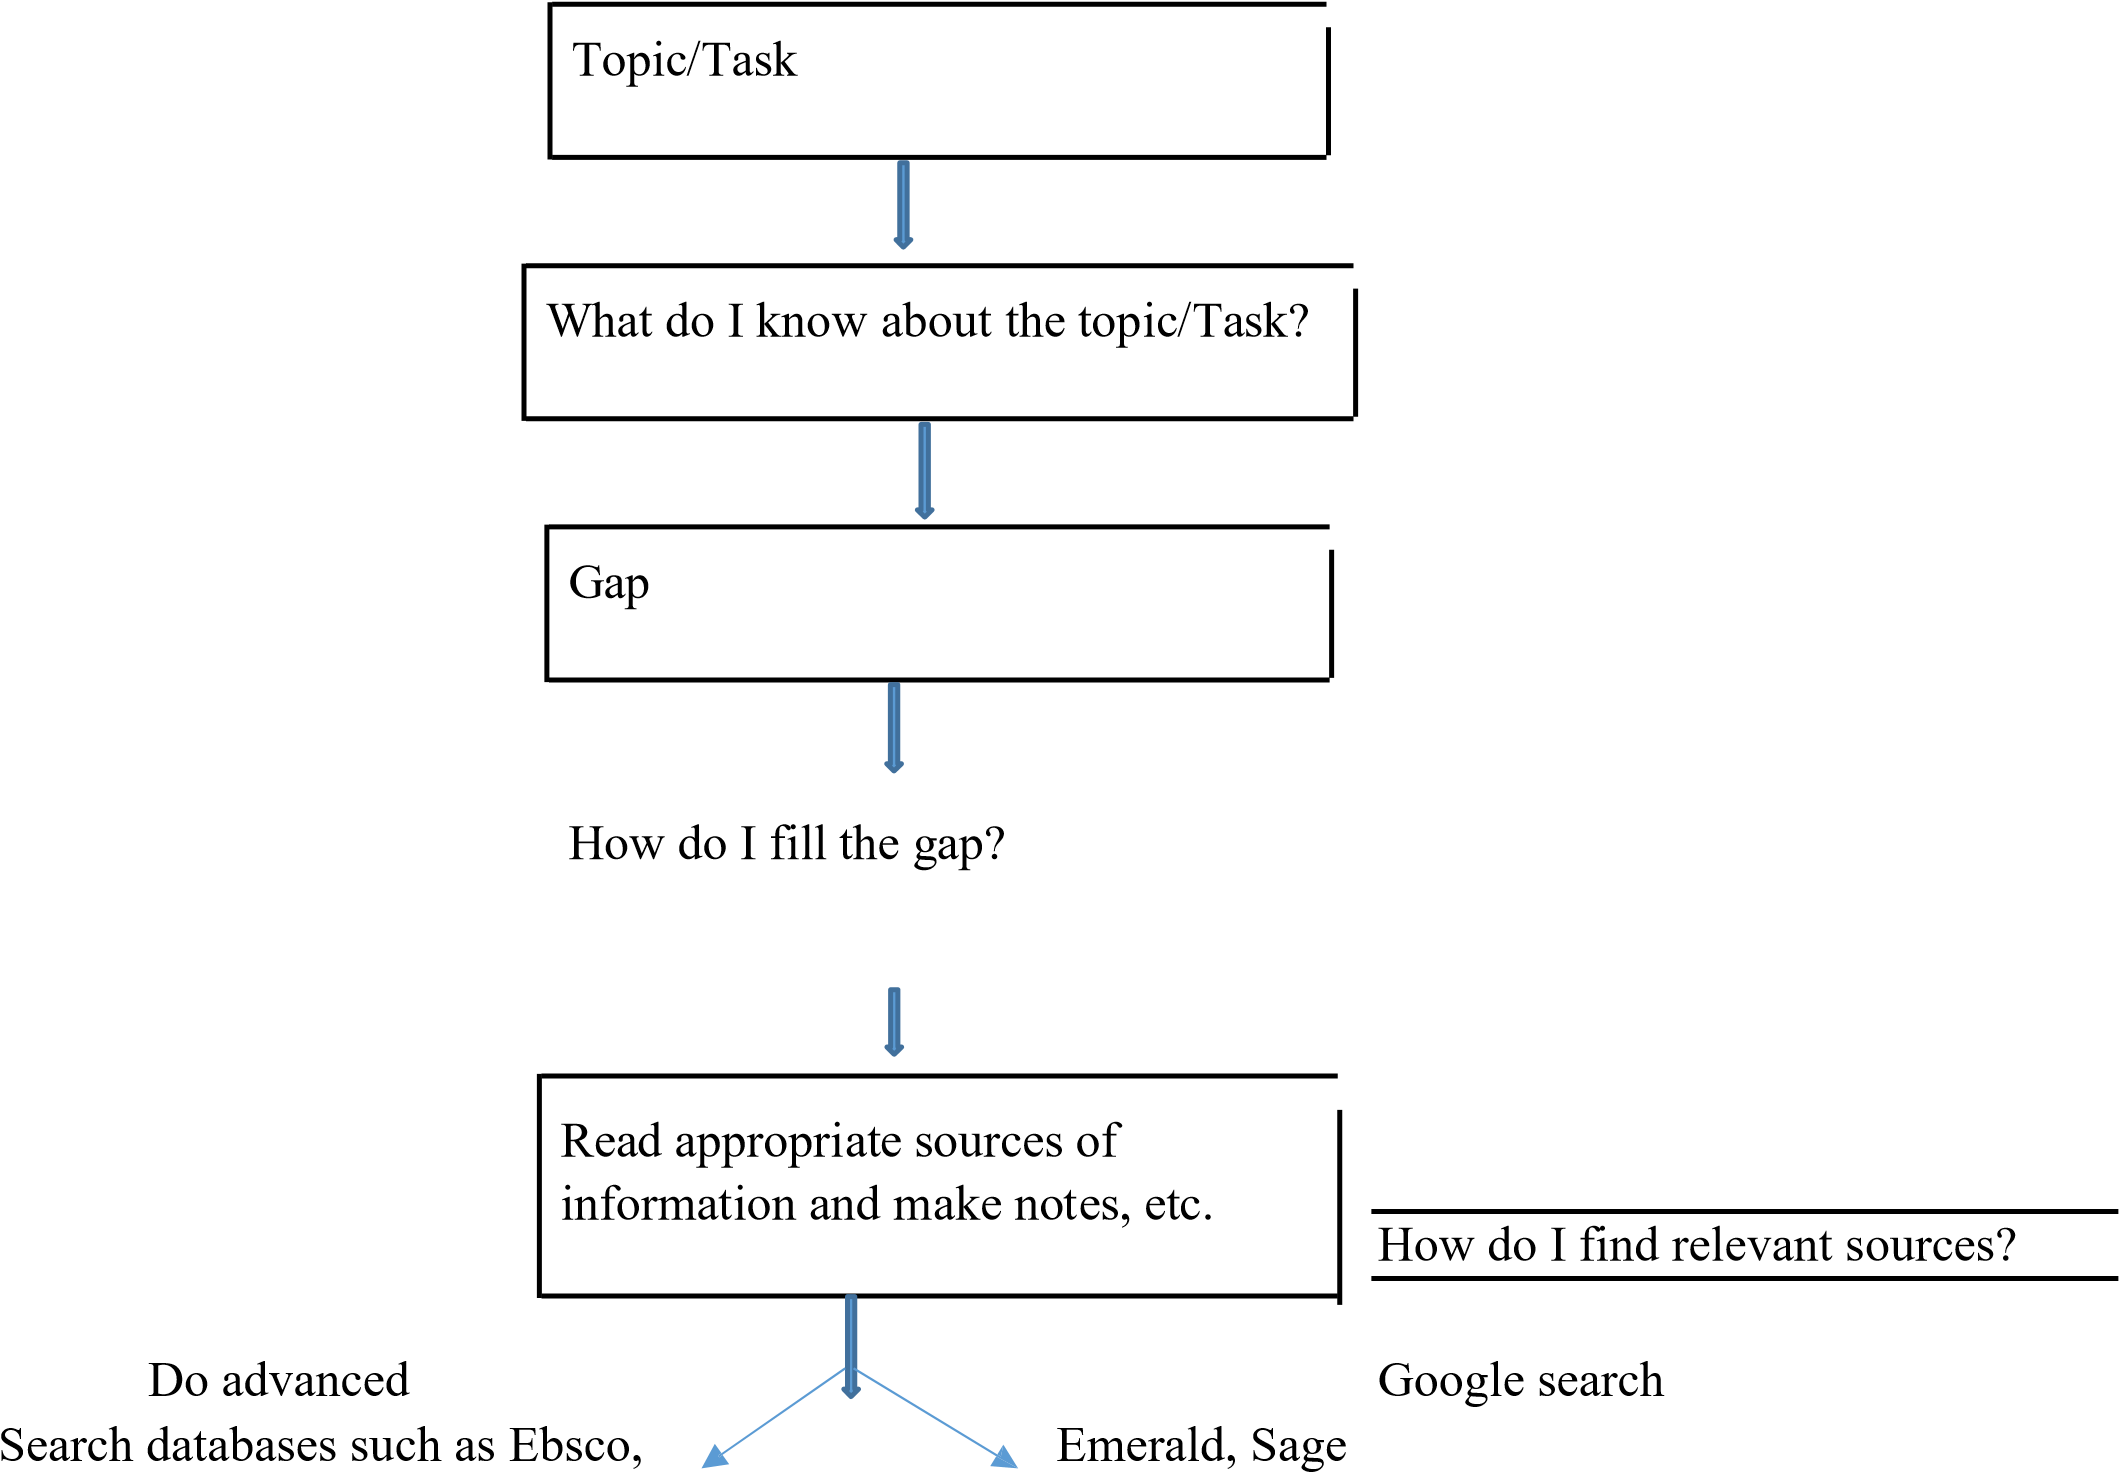 Topic/Task
What do I know about the topic/Task?
Gap
How do I fill the gap?
Read appropriate sources of
information and make notes, etc.
How do I find relevant sources?
Do advanced
Google search
Search databases such as Ebsco,
Emerald, Sage